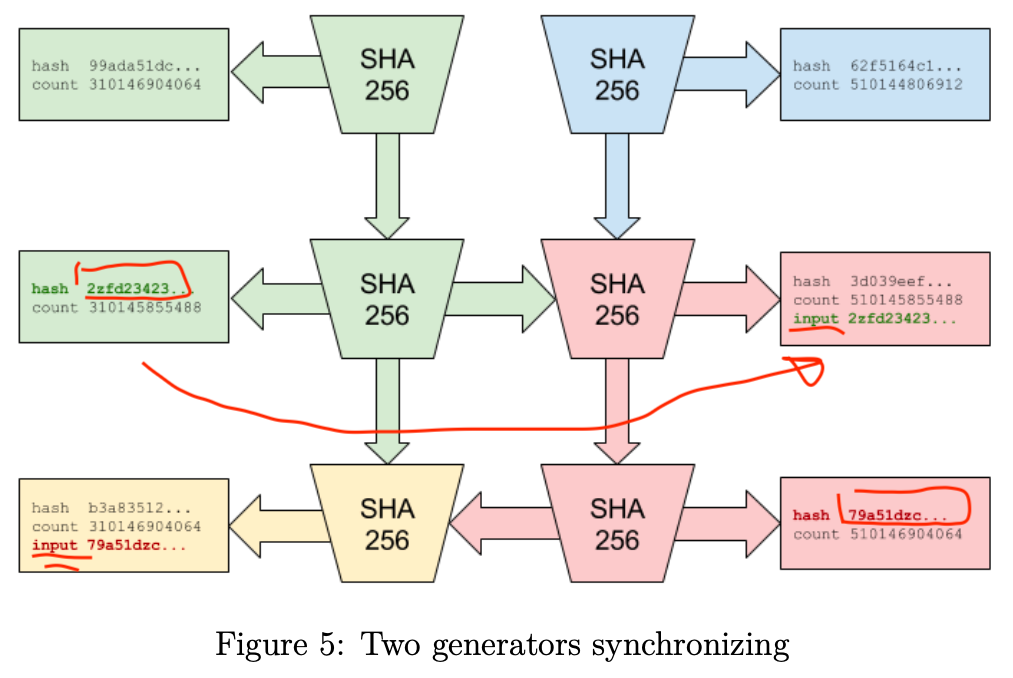 hash 99ada51dc...
count 310146904064
SHA
256
SHA
256
hash 62f5164c1...
count 510144806912
hash 2zfd23423...
count 310145855488
SHA
256
SHA
256
hash 3d039eef...
count 510145855488
input 2zfd23423...
hash b3a83512...
count 310146904064
input 79a51dzc...
SHA
256
SHA
256
hash 79a51dzc...
count 510146904064
Figure 5: Two generators synchronizing